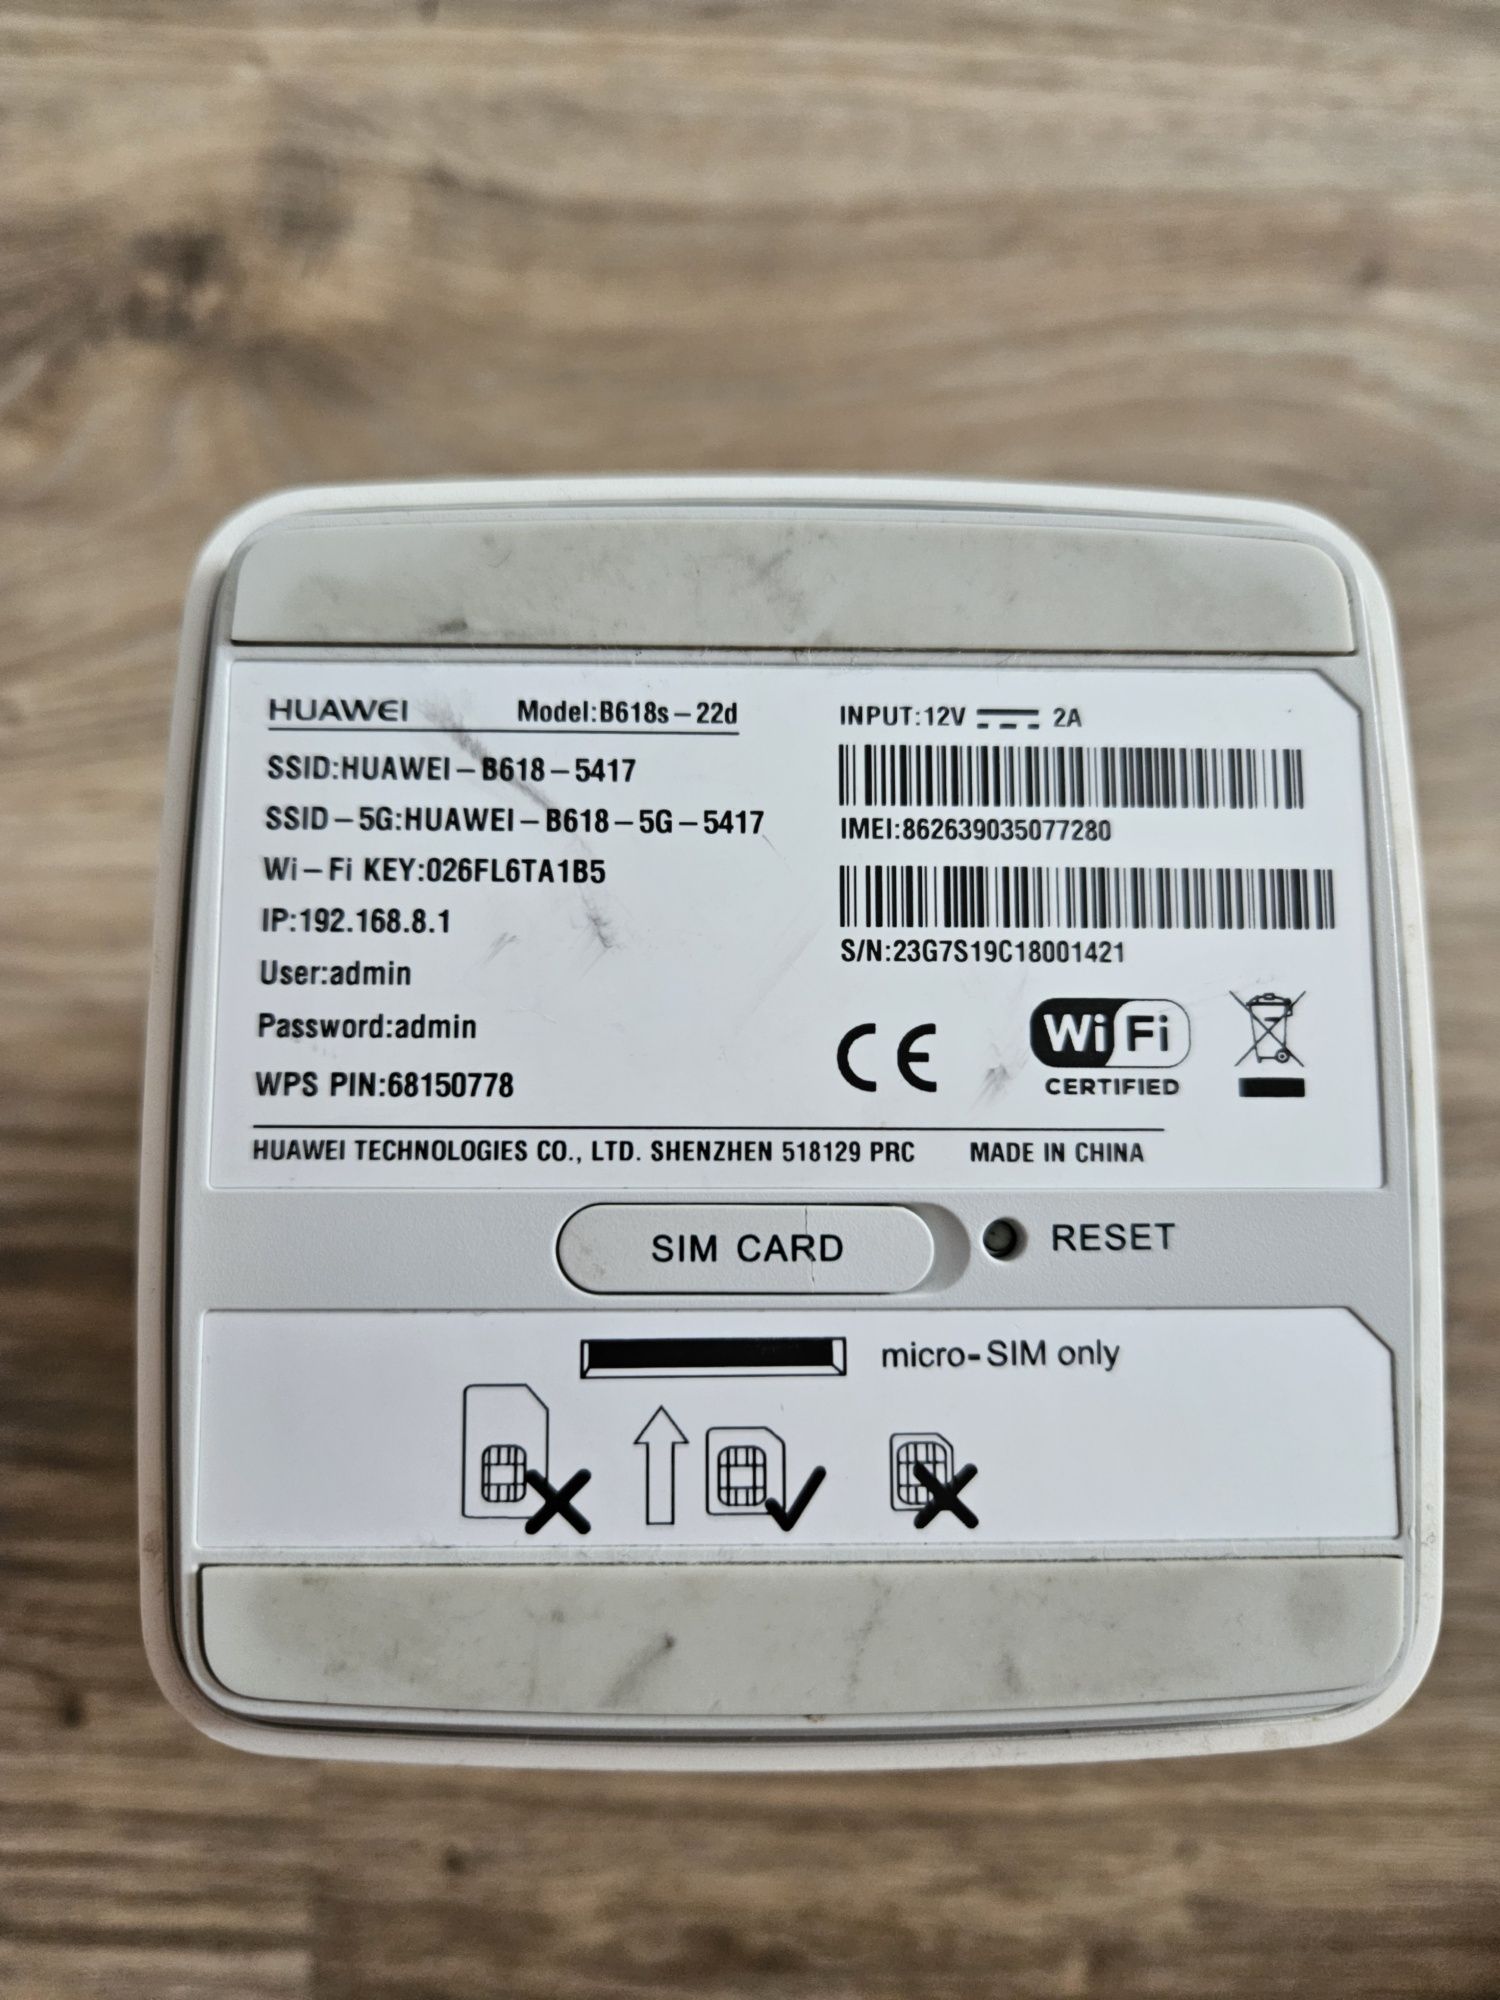 HUAWEI Model:B618s-22d
SSID:HUAWEI-B618-5417
SSID-5G:HUAWEI-B618-5G-5417
Wi-Fi KEY:026FL6TA1B5
IP:192.168.8.1
User:admin
Password:admin
WPS PIN:68150778
INPUT:12V 2A
IMEI:862639035077280
S/N:23G7S19C18001421
CE
Wi Fi
CERTIFIED
HUAWEI TECHNOLOGIES CO., LTD. SHENZHEN 518129 PRC MADE IN CHINA
SIM CARD
RESET
micro-SIM only